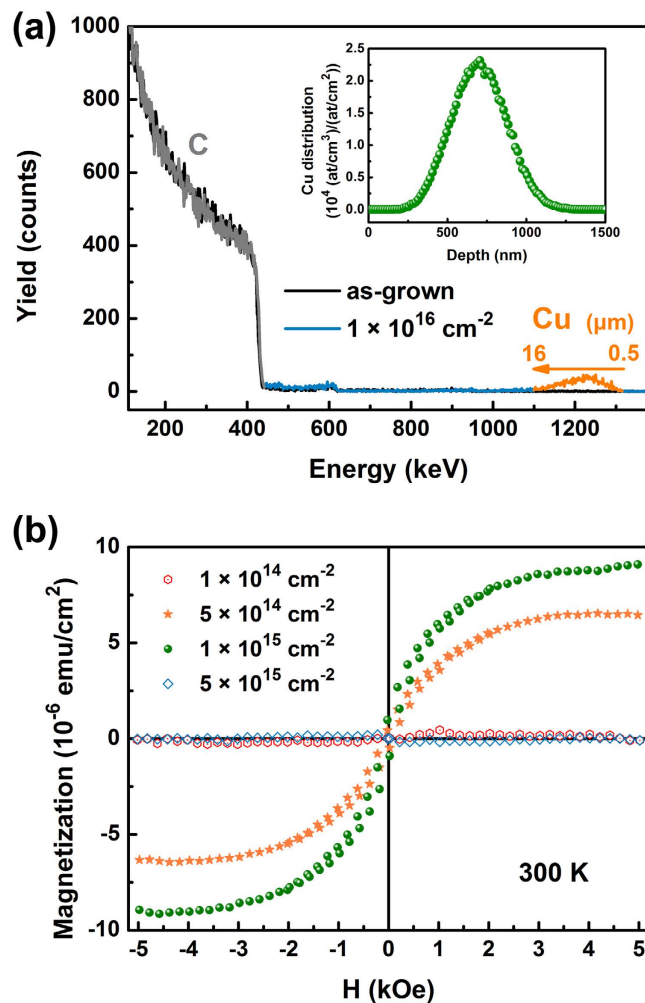 (a)
1000
800
600
400
200
0
Yield (counts)
C
2.5
2.0
1.5
1.0
0.5
0.0
Cu distribution
(10⁴ (at/cm³)/(at/cm²))
0 500 1000 1500
Depth (nm)
as-grown
1 × 10¹⁶ cm⁻²
Cu (μm)
16 0.5
200 400 600 800 1000 1200
Energy (keV)
(b)
10
5
0
-5
-10
Magnetization (10⁻⁶ emu/cm²)
1 × 10¹⁴ cm⁻²
5 × 10¹⁴ cm⁻²
1 × 10¹⁵ cm⁻²
5 × 10¹⁵ cm⁻²
300 K
-5 -4 -3 -2 -1 0 1 2 3 4 5
H (kOe)